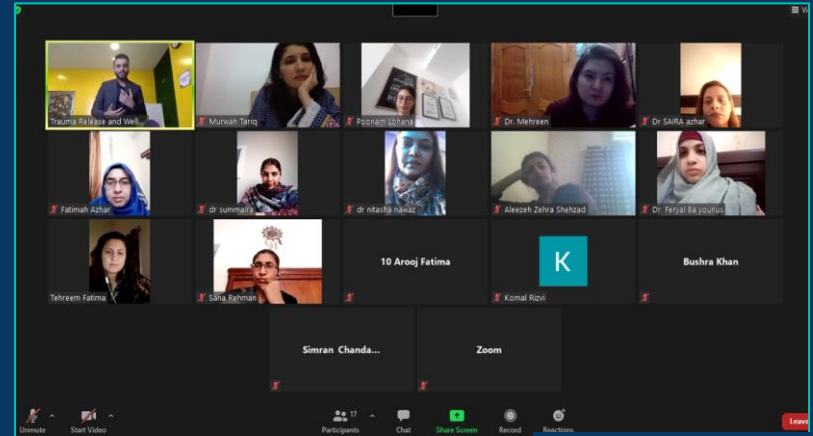 Vi
Trauma Release and Well...
Murwah Tariq
Poonam Lohana
Dr. Mehreen
Dr SAIRA azhar
Fatimah Azhar
dr summaira
dr nitasha nawaz
Aleezeh Zehra Shehzad
Dr. Feryal Ba younus
Tehreem Fatima
Sana Rehman
10 Arooj Fatima
K
Komal Rizvi
Bushra Khan
Simran Chanda...
Zoom
Unmute
Start Video
17
Participants
Chat
Share Screen
Record
Reactions
Leave